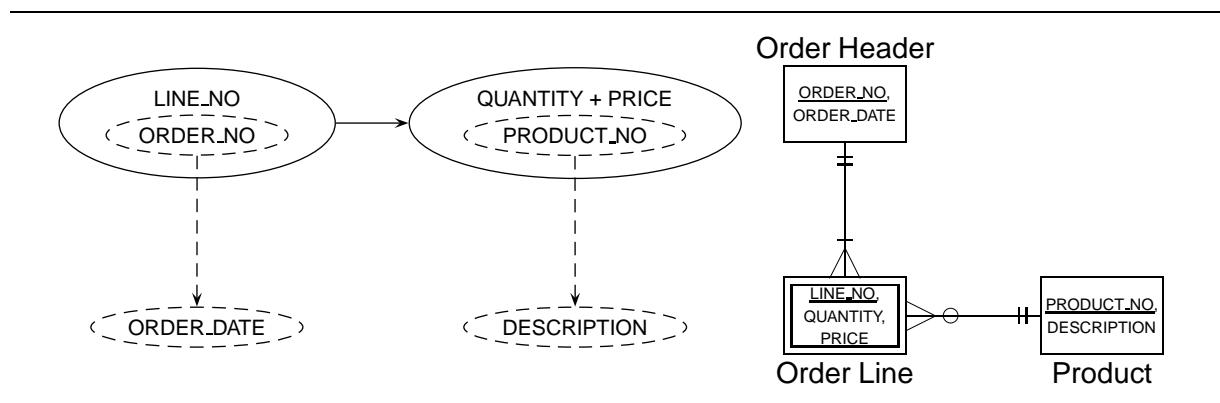 LINE_NO
ORDER_NO
ORDER_DATE
QUANTITY + PRICE
PRODUCT_NO
DESCRIPTION
Order Header
ORDER_NO,
ORDER_DATE
LINE_NO,
QUANTITY,
PRICE
Order Line
PRODUCT_NO,
DESCRIPTION
Product